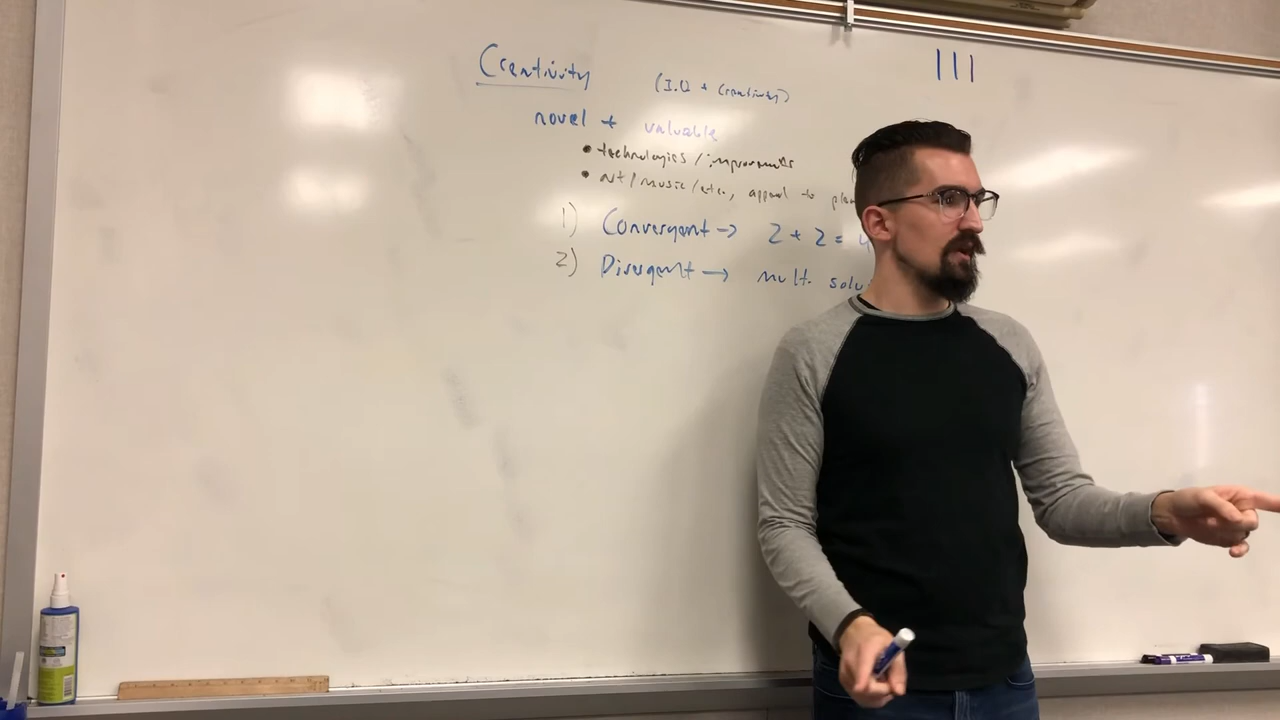 Creativity (I.Q + Creativity) |||
novel + valuable
• technologies / improvements
• art / music / etc., appeal to
1) Convergent → 2 + 2 = 4
2) Divergent → mult. solu